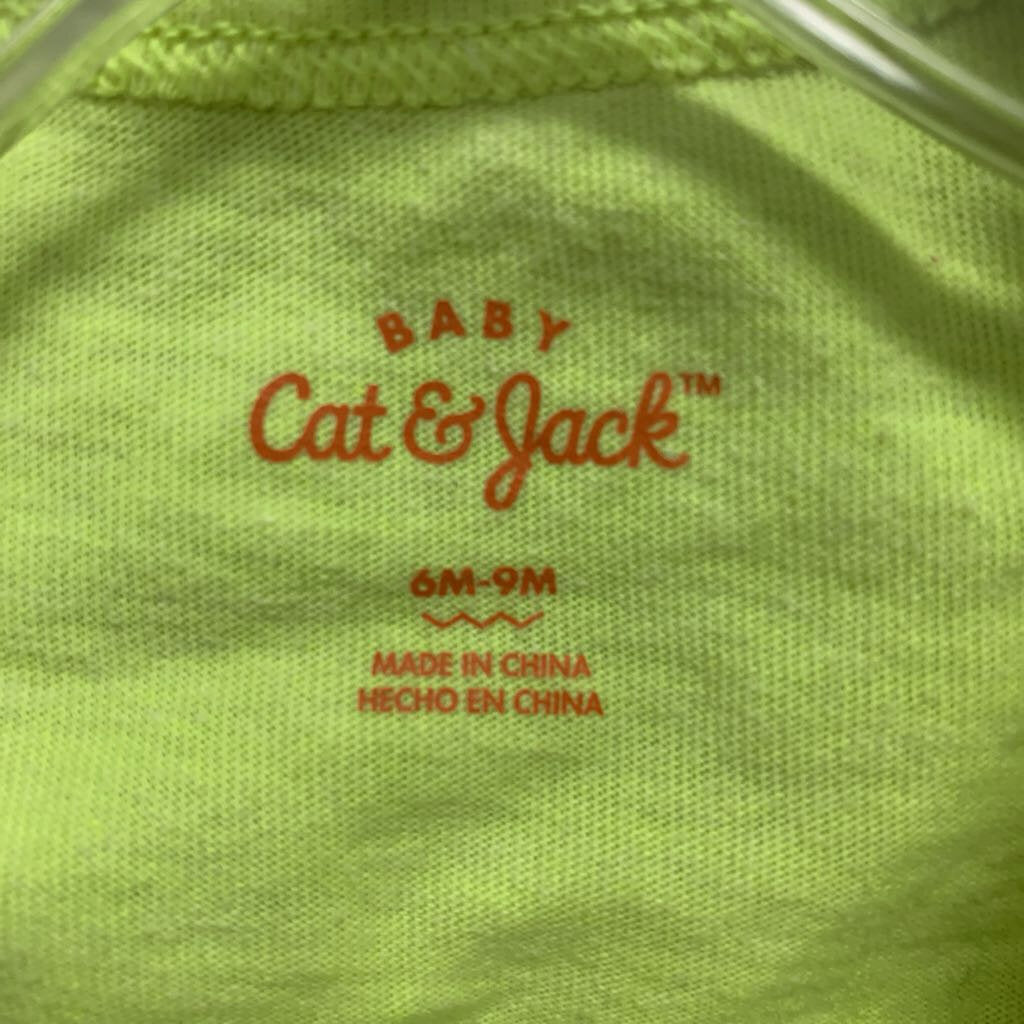 BABY
Cat & Jack™
6M-9M
MADE IN CHINA
HECHO EN CHINA